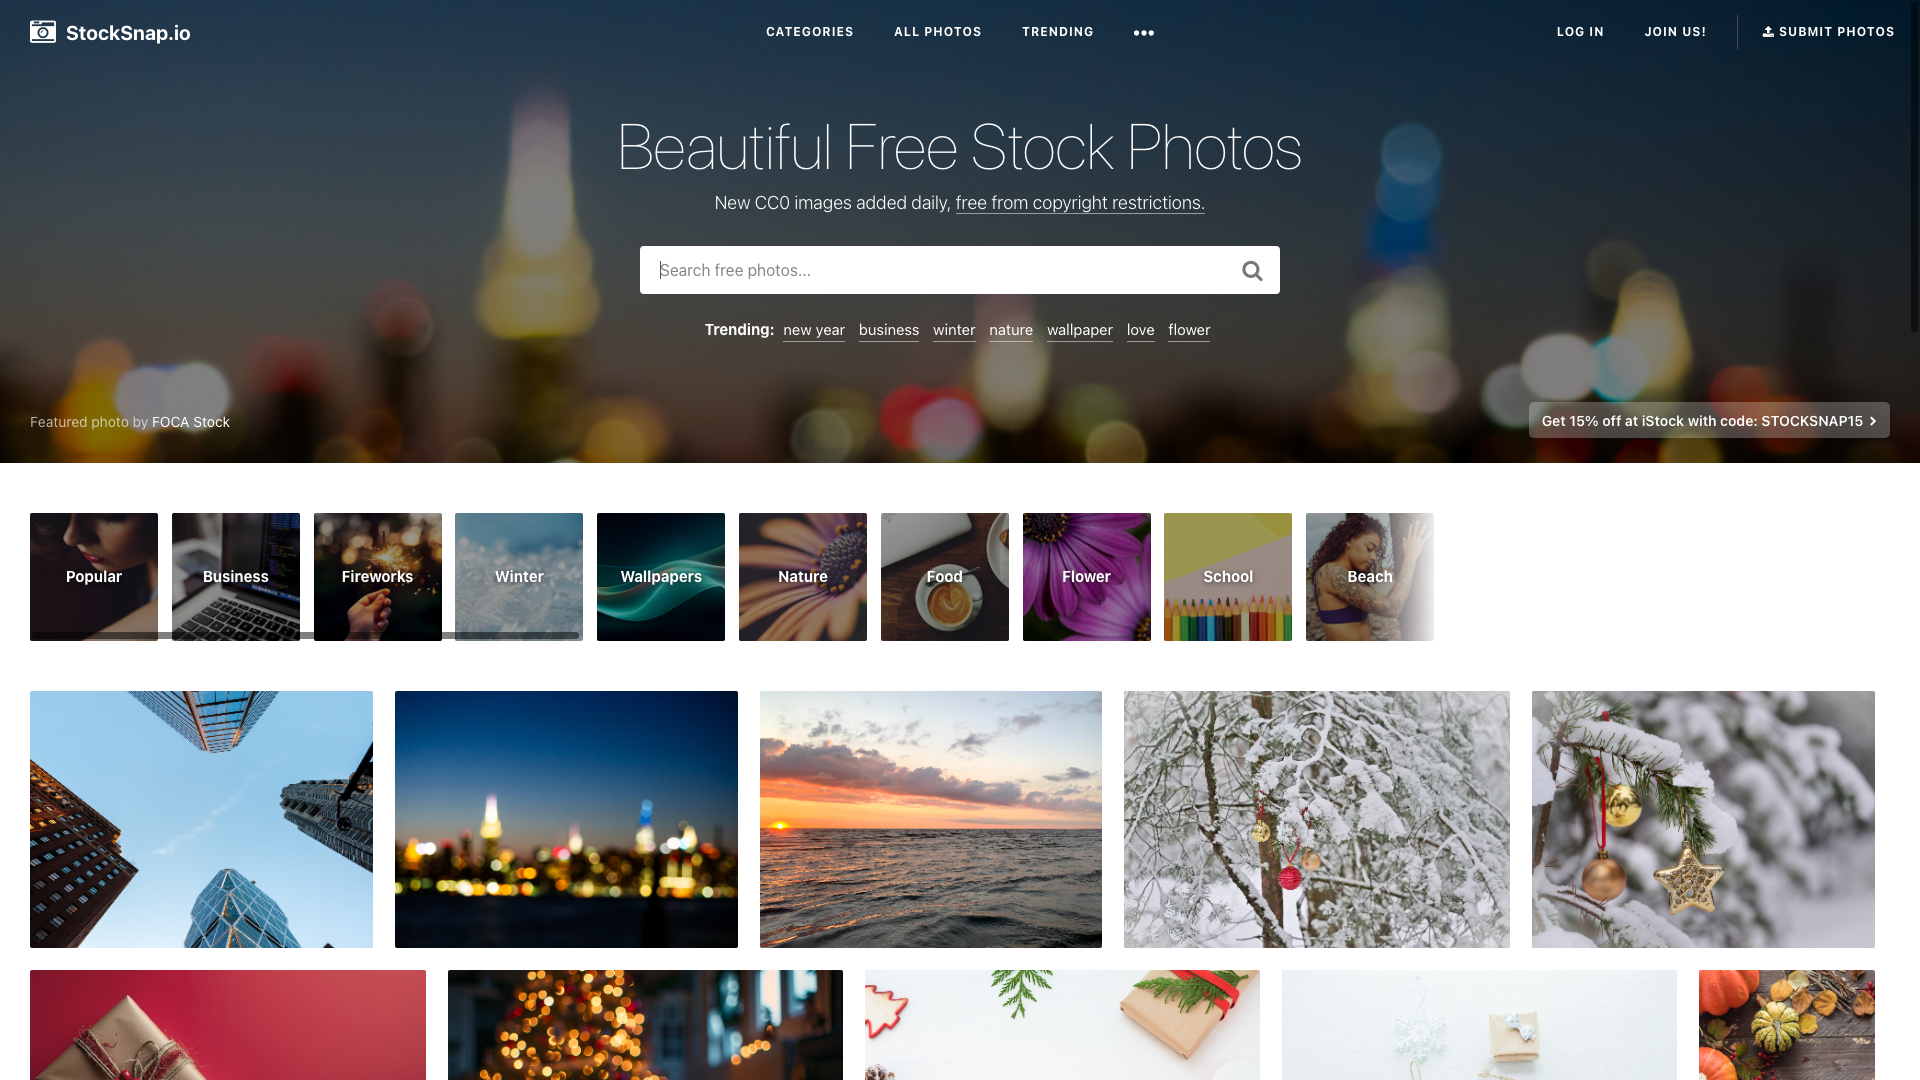 StockSnap.io
CATEGORIES ALL PHOTOS TRENDING •••
LOG IN JOIN US! SUBMIT PHOTOS
Beautiful Free Stock Photos
New CC0 images added daily, free from copyright restrictions.
Search free photos...
Trending: new year business winter nature wallpaper love flower
Featured photo by FOCA Stock
Get 15% off at iStock with code: STOCKSNAP15
Popular
Business
Fireworks
Winter
Wallpapers
Nature
Food
Flower
School
Beach